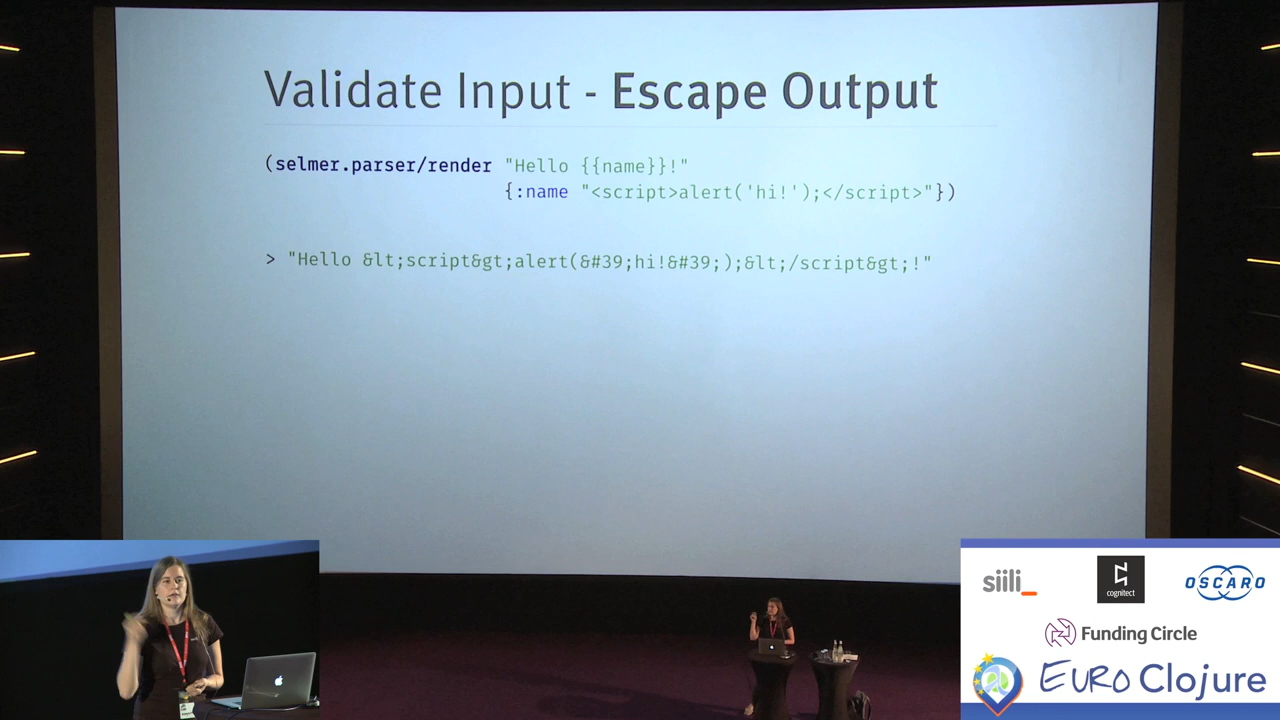 Validate Input - Escape Output
(selmer.parser/render "Hello {{name}}!"
{:name "<script>alert('hi!');</script>"})
> "Hello &lt;script&gt;alert(&#39;hi!&#39;);&lt;/script&gt;!"
siili_
cognitect
OSCARO
Funding Circle
EURO Clojure